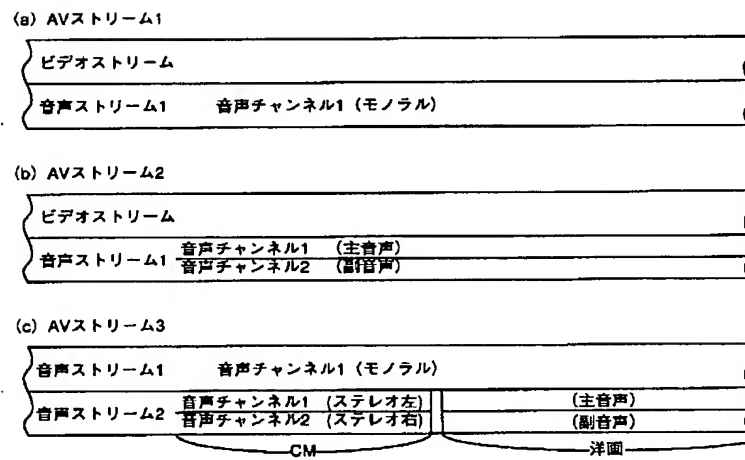 (a) AVストリーム1
ビデオストリーム
音声ストリーム1 音声チャンネル1 (モノラル)
(b) AVストリーム2
ビデオストリーム
音声ストリーム1
音声チャンネル1 (主音声)
音声チャンネル2 (副音声)
(c) AVストリーム3
音声ストリーム1 音声チャンネル1 (モノラル)
音声ストリーム2
音声チャンネル1 (ステレオ左) (主音声)
音声チャンネル2 (ステレオ右) (副音声)
CM 洋画